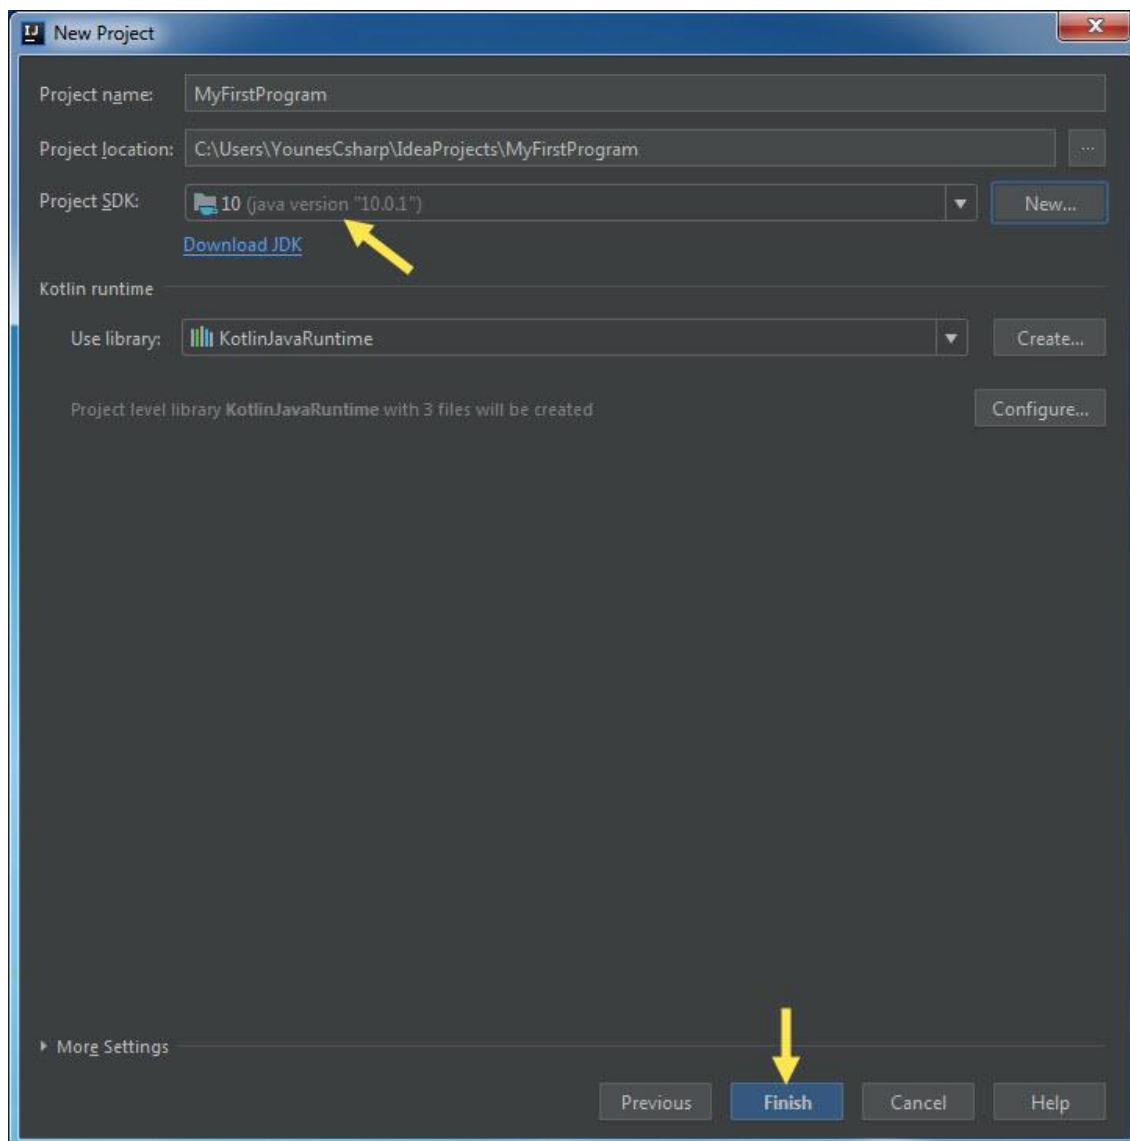 New Project
Project name: MyFirstProgram
Project location: C:\Users\YounesCsharp\IdeaProjects\MyFirstProgram ...
Project SDK: 10 (java version "10.0.1") New...
Download JDK
Kotlin runtime
Use library: KotlinJavaRuntime Create...
Project level library KotlinJavaRuntime with 3 files will be created Configure...
More Settings
Previous Finish Cancel Help